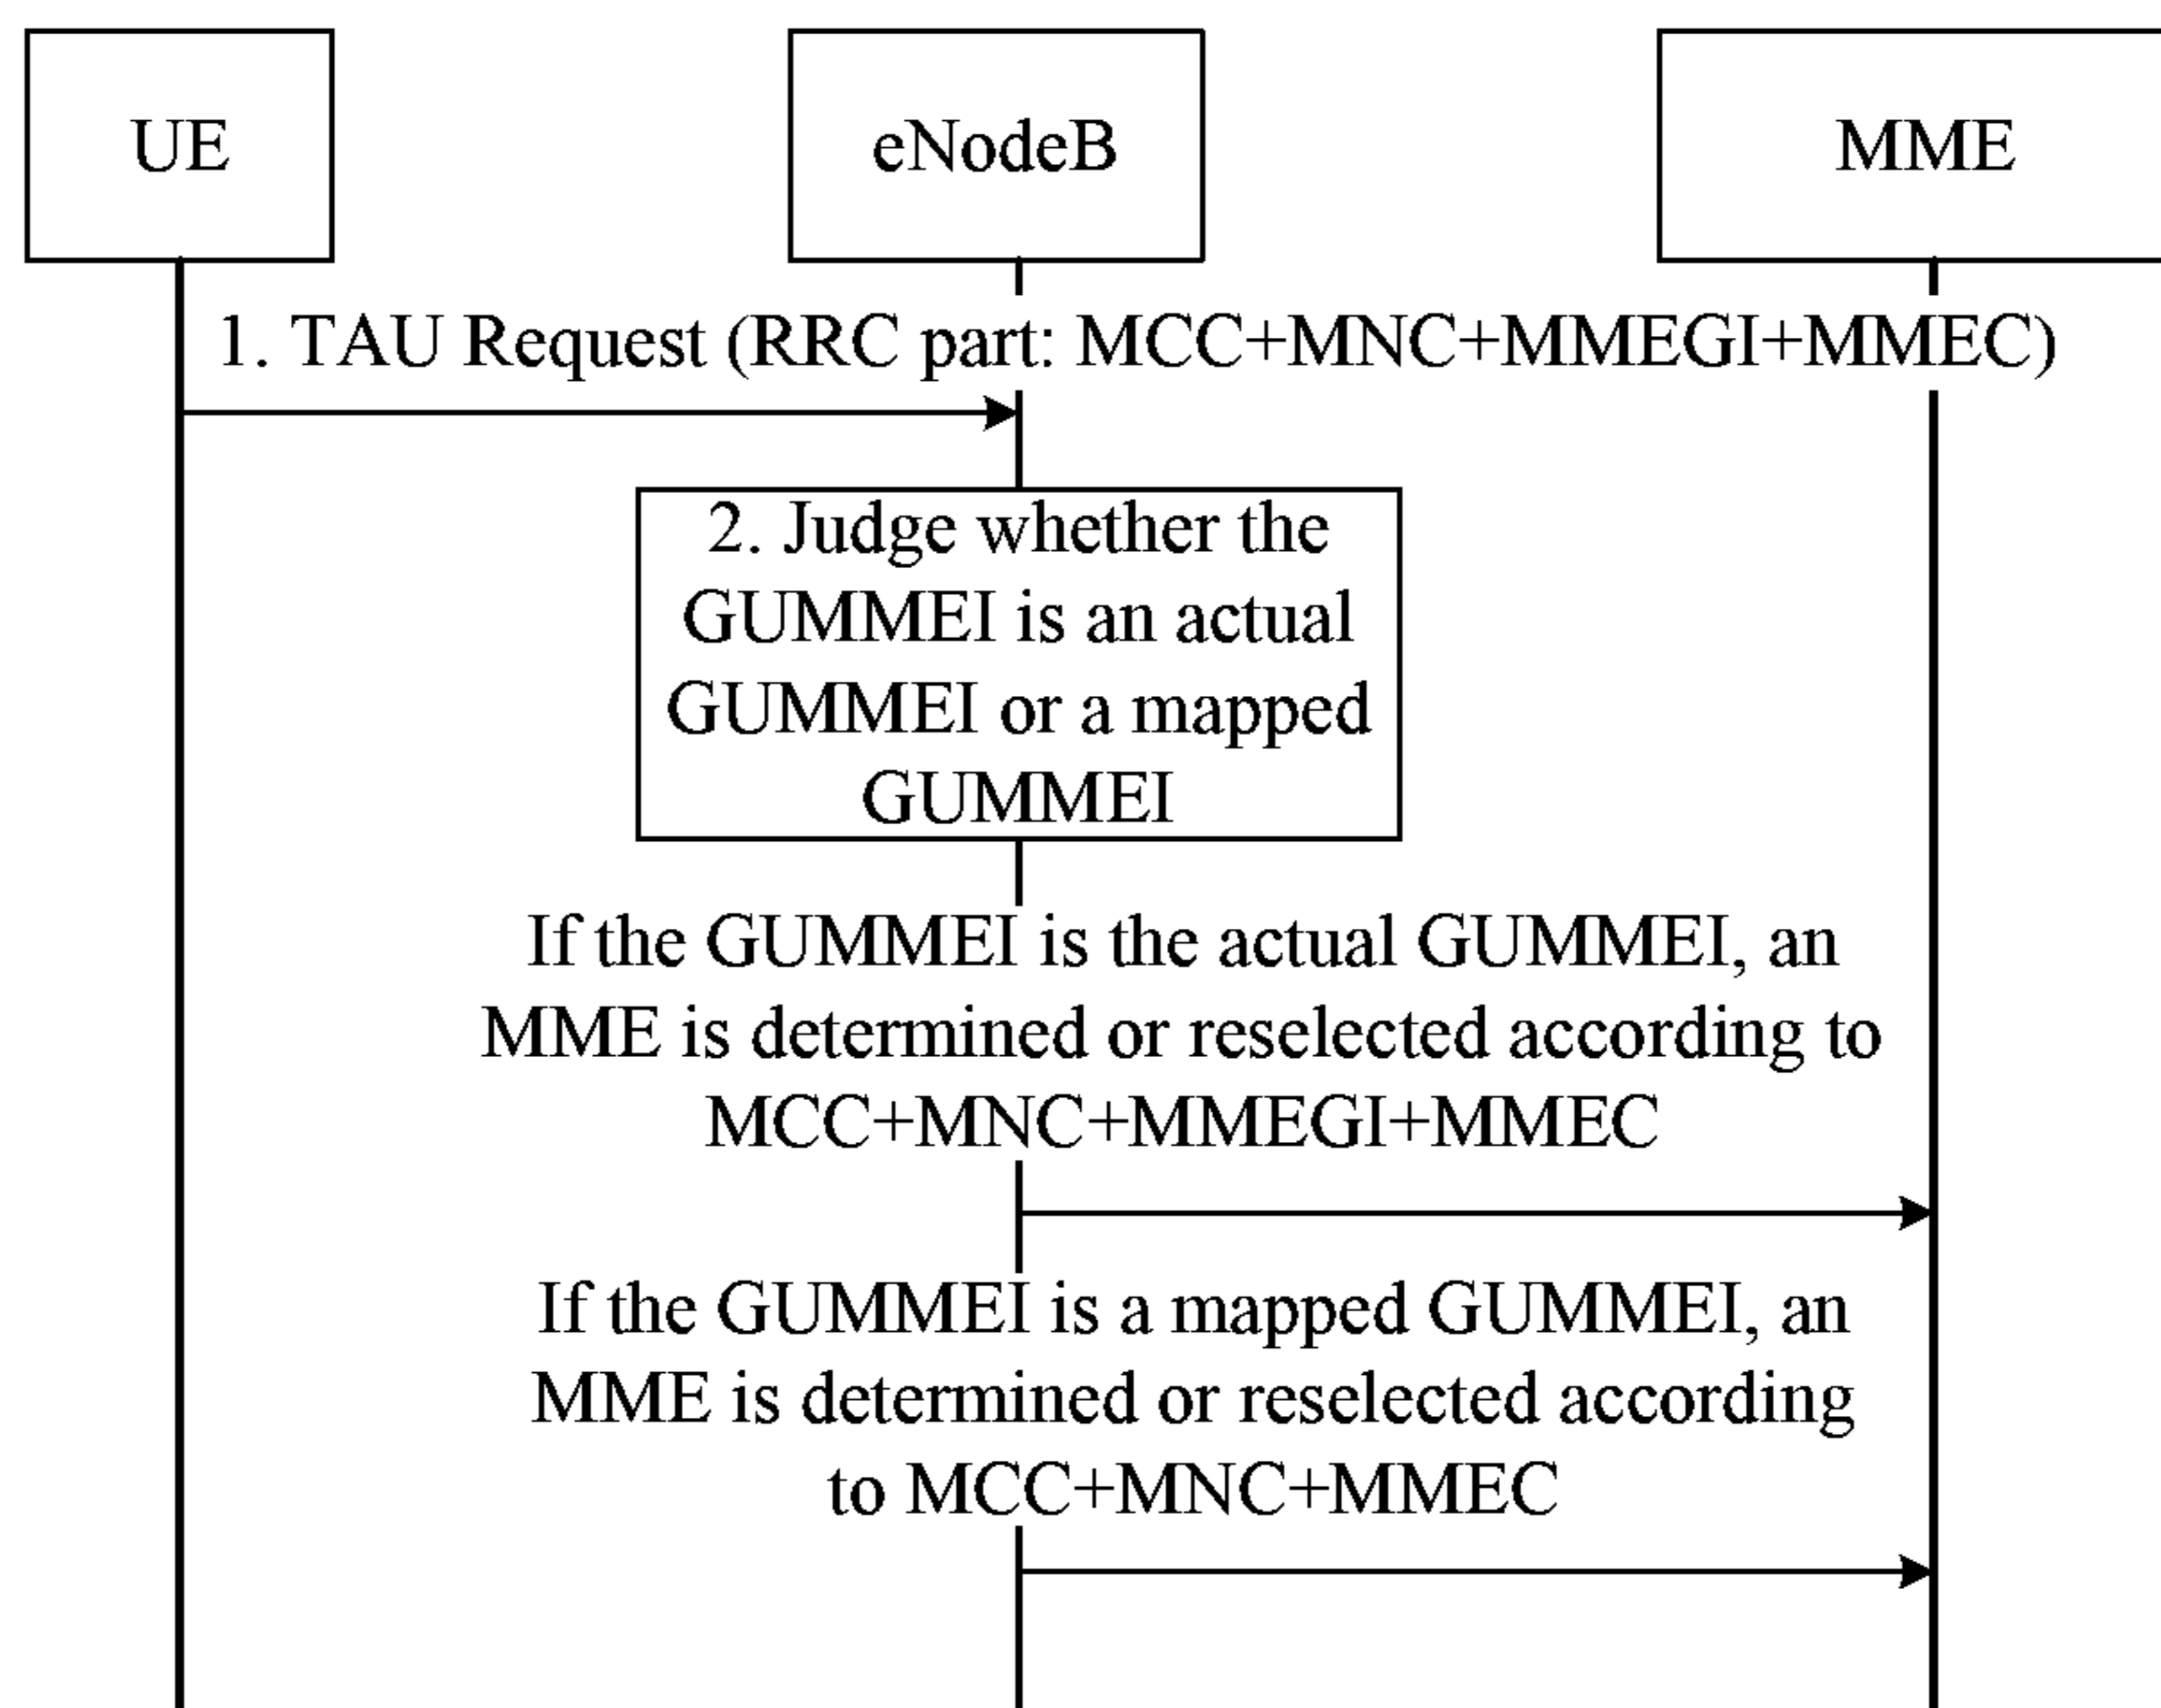 UE
eNodeB
MME
1. TAU Request (RRC part: MCC+MNC+MMEGI+MMEC)
2. Judge whether the
GUMMEI is an actual
GUMMEI or a mapped
GUMMEI
If the GUMMEI is the actual GUMMEI, an
MME is determined or reselected according to
MCC+MNC+MMEGI+MMEC
If the GUMMEI is a mapped GUMMEI, an
MME is determined or reselected according
to MCC+MNC+MMEC